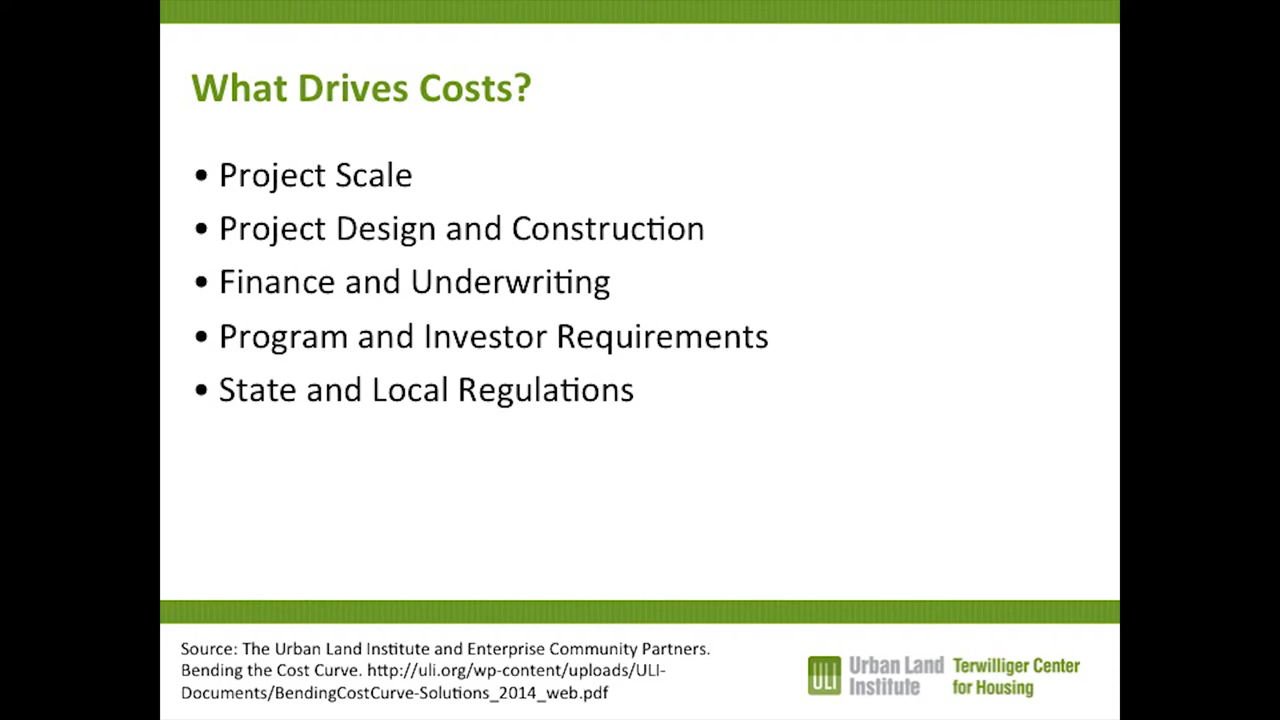 What Drives Costs?
• Project Scale
• Project Design and Construction
• Finance and Underwriting
• Program and Investor Requirements
• State and Local Regulations
Source: The Urban Land Institute and Enterprise Community Partners.
Bending the Cost Curve. http://uli.org/wp-content/uploads/ULI-
Documents/BendingCostCurve-Solutions_2014_web.pdf
ULI
Urban Land
Institute
Terwilliger Center
for Housing